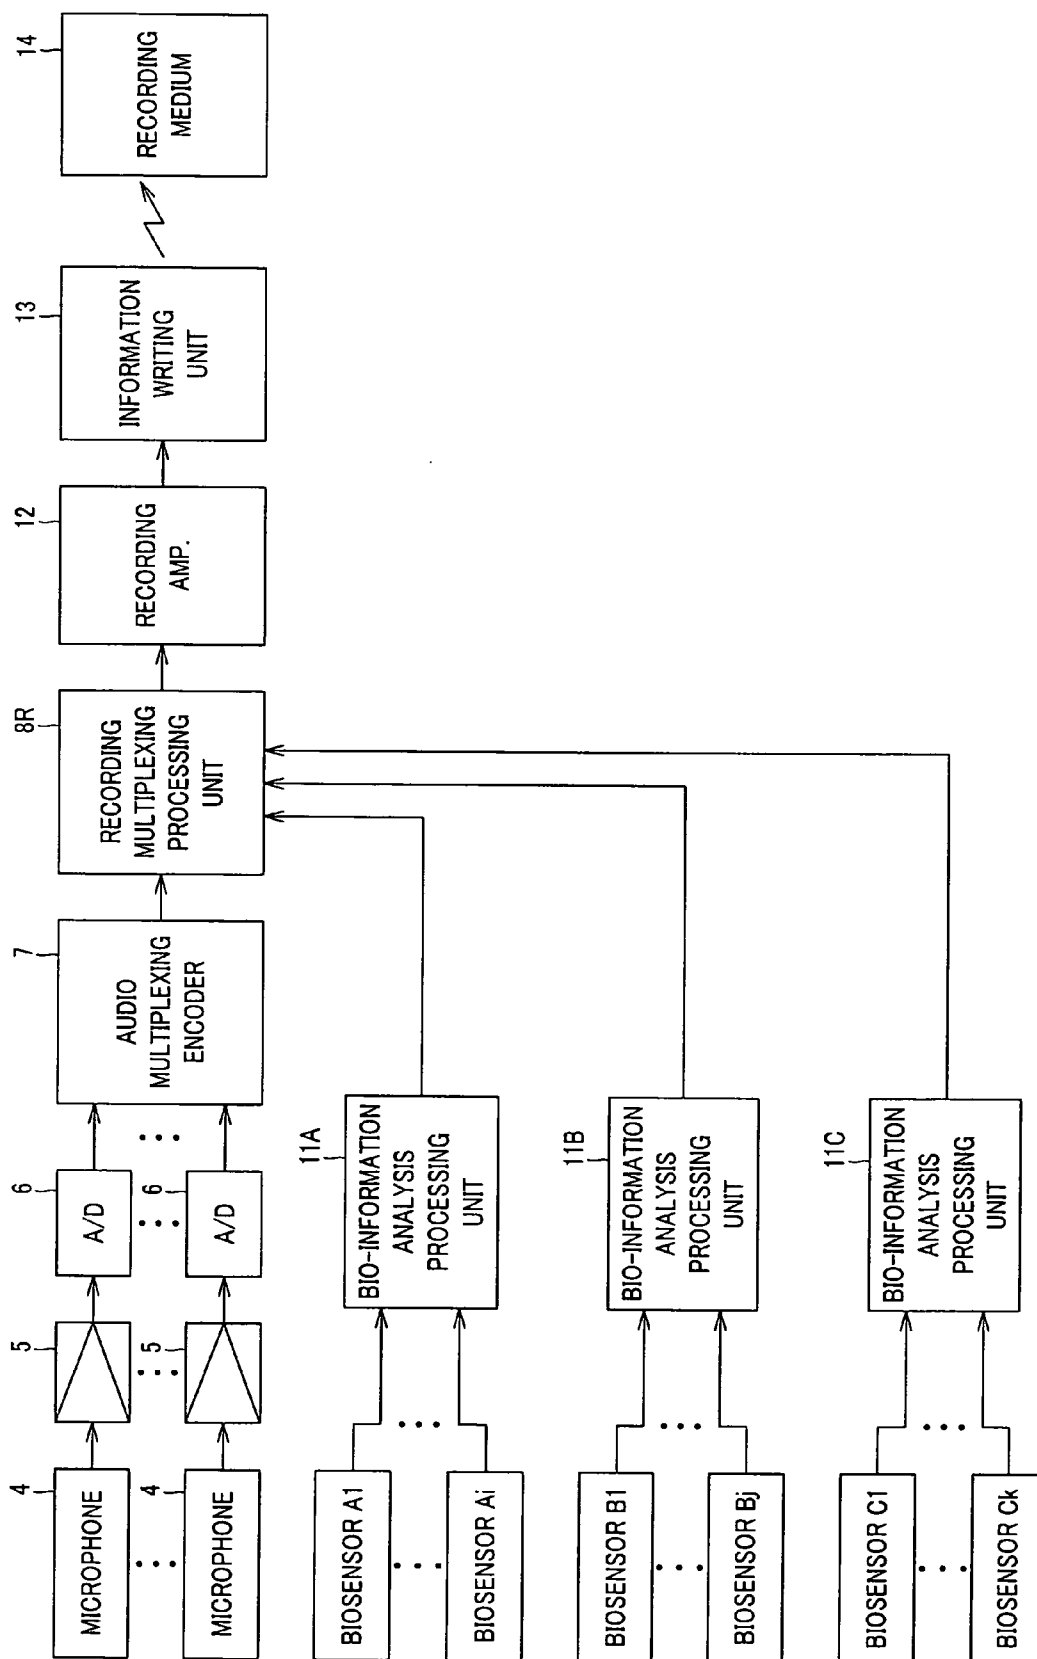 4
MICROPHONE
5
6
A/D
7
AUDIO
MULTIPLEXING
ENCODER
8R
RECORDING
MULTIPLEXING
PROCESSING
UNIT
12
RECORDING
AMP.
13
INFORMATION
WRITING
UNIT
14
RECORDING
MEDIUM
4
MICROPHONE
5
6
A/D
BIOSENSOR A1
BIOSENSOR Ai
11A
BIO-INFORMATION
ANALYSIS
PROCESSING
UNIT
BIOSENSOR B1
BIOSENSOR Bj
11B
BIO-INFORMATION
ANALYSIS
PROCESSING
UNIT
BIOSENSOR C1
BIOSENSOR Ck
11C
BIO-INFORMATION
ANALYSIS
PROCESSING
UNIT